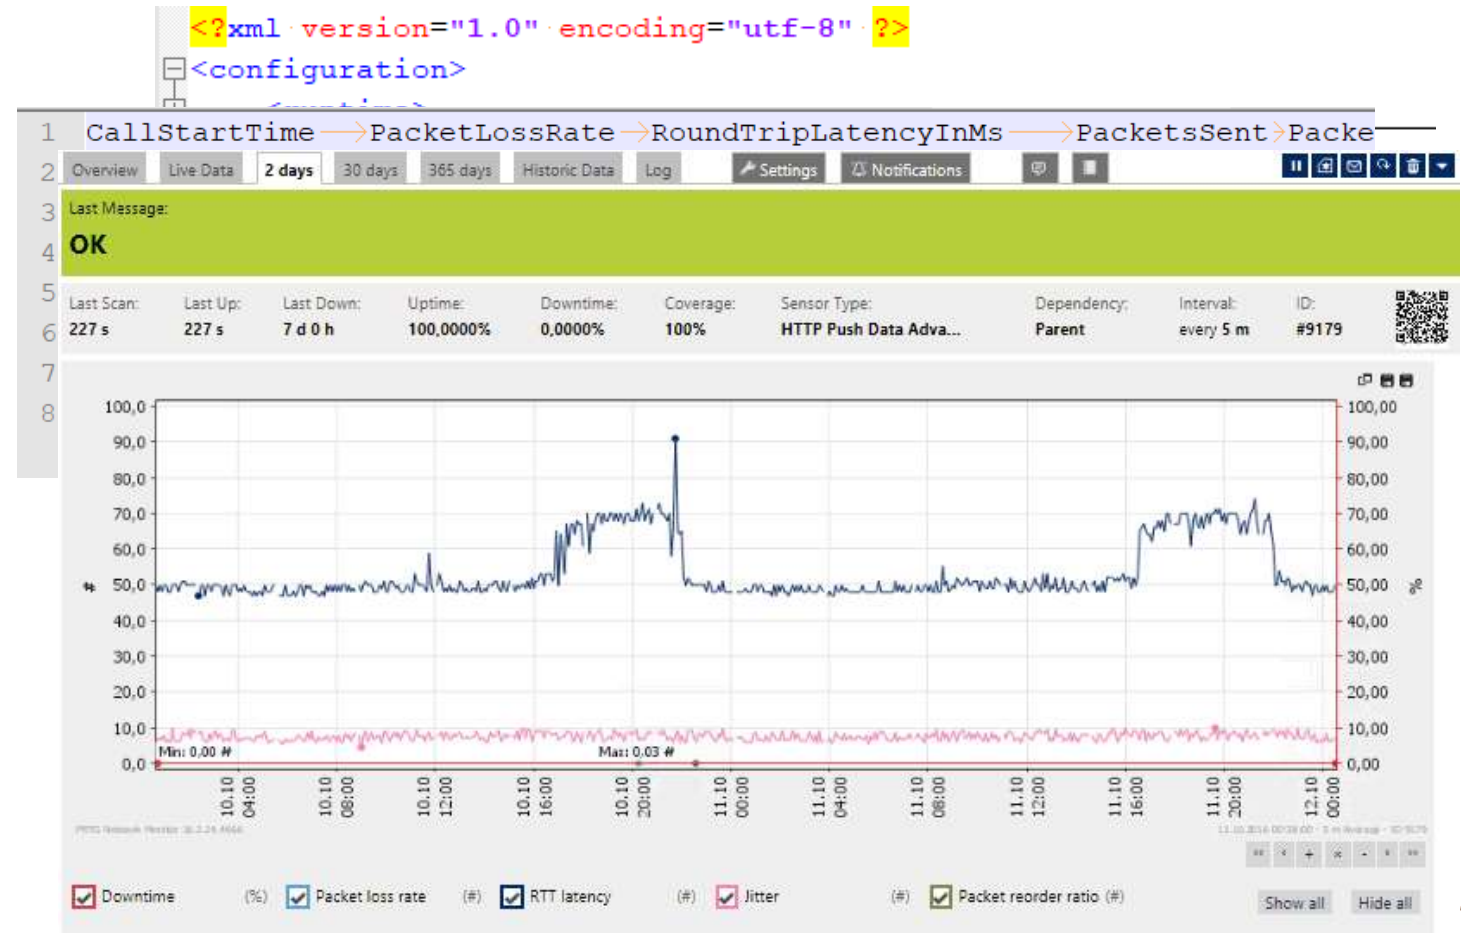 <?xml version="1.0" encoding="utf-8" ?>
<configuration>
<runtime>
1 CallStartTime PacketLossRate RoundTripLatencyInMs PacketsSent Packe
2 Overview Live Data 2 days 30 days 365 days Historic Data Log Settings Notifications
3 Last Message:
4 OK
5 Last Scan: Last Up: Last Down: Uptime: Downtime: Coverage: Sensor Type: Dependency: Interval: ID:
6 227 s 227 s 7 d 0 h 100,0000% 0,0000% 100% HTTP Push Data Adva... Parent every 5 m #9179
7
8
100,0 100,00
90,0 90,00
80,0 80,00
70,0 70,00
60,0 60,00
# 50,0 50,00 %
40,0 40,00
30,0 30,00
20,0 20,00
10,0 10,00
Min: 0,00 # Max: 0,03 #
0,0 0,00
10.10 04:00
10.10 08:00
10.10 12:00
10.10 16:00
10.10 20:00
11.10 00:00
11.10 04:00
11.10 08:00
11.10 12:00
11.10 16:00
11.10 20:00
12.10 00:00
PRTG Network Monitor
Downtime (%) Packet loss rate (#) RTT latency (#) Jitter (#) Packet reorder ratio (#) Show all Hide all